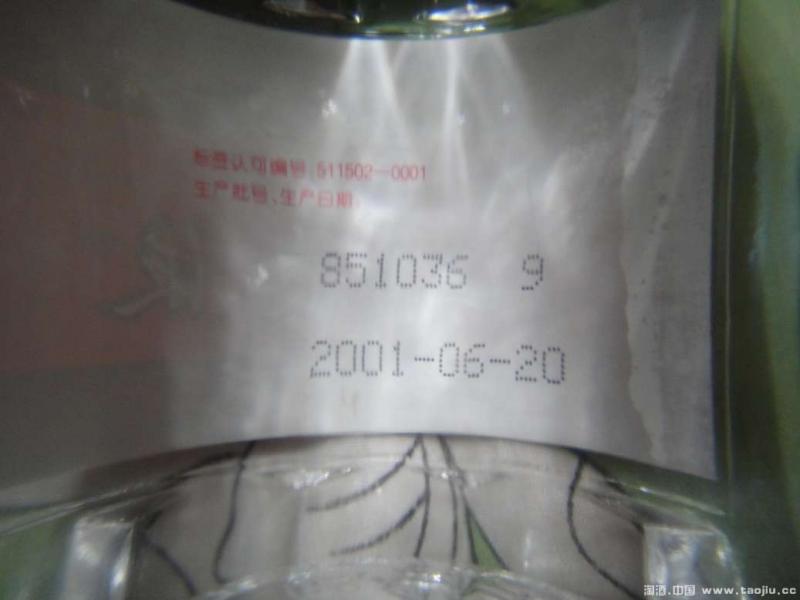 标签认可编号 511502-0001
生产批号、生产日期
851036 9
2001-06-20
淘酒.中国 www.taojiu.cc